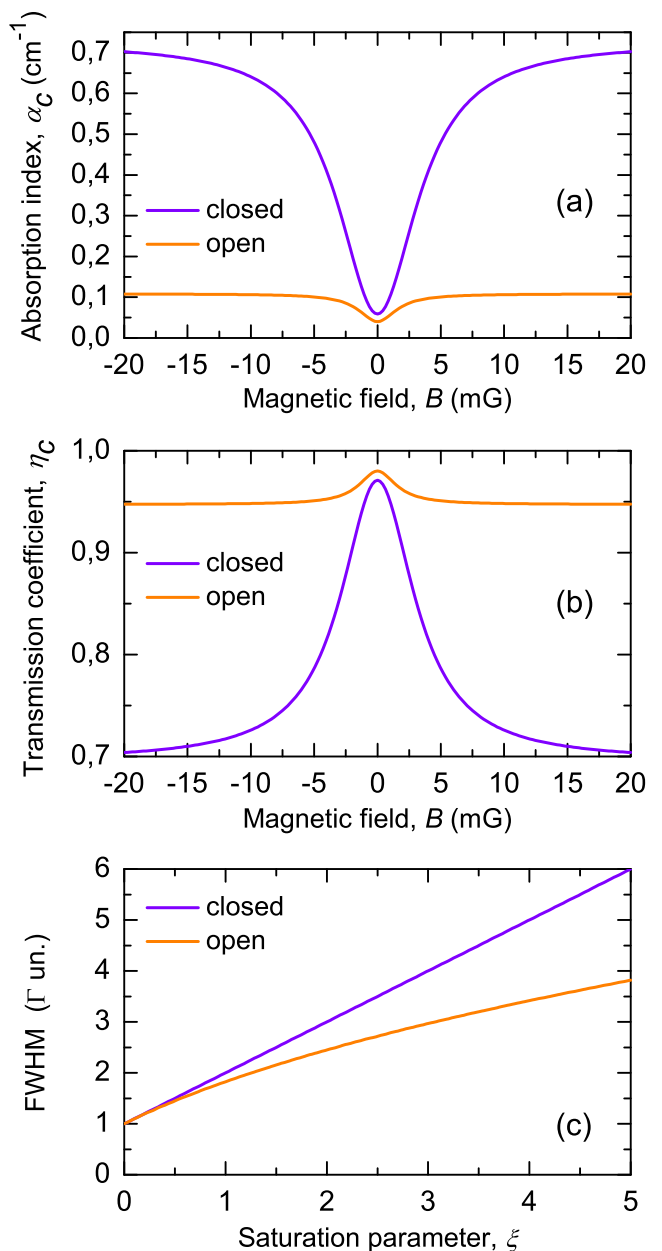 0,7
0,6
0,5
0,4
0,3
0,2
0,1
0,0
Absorption index, α_c (cm⁻¹)
closed
open
(a)
-20 -15 -10 -5 0 5 10 15 20
Magnetic field, B (mG)
1,0
0,9
0,8
0,7
Transmission coefficient, η_c
closed
open
(b)
-20 -15 -10 -5 0 5 10 15 20
Magnetic field, B (mG)
6
5
4
3
2
1
0
FWHM (Γ un.)
closed
open
(c)
0 1 2 3 4 5
Saturation parameter, ξ